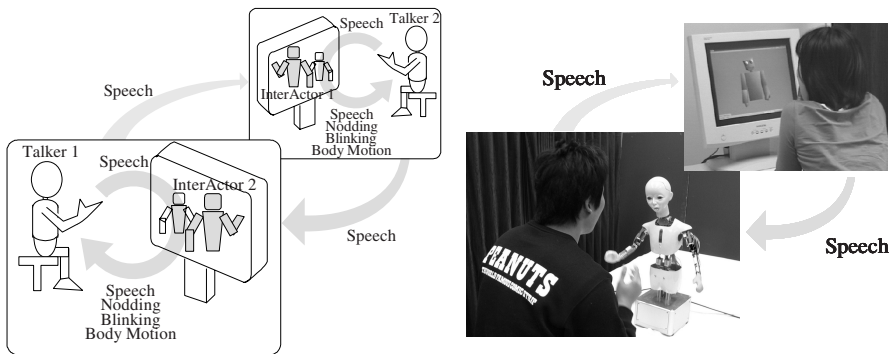 Speech
Talker 2
InterActor 1
Speech
Speech
Nodding
Blinking
Body Motion
Talker 1
Speech
InterActor 2
Speech
Speech
Nodding
Blinking
Body Motion
Speech
PEANUTS
Speech